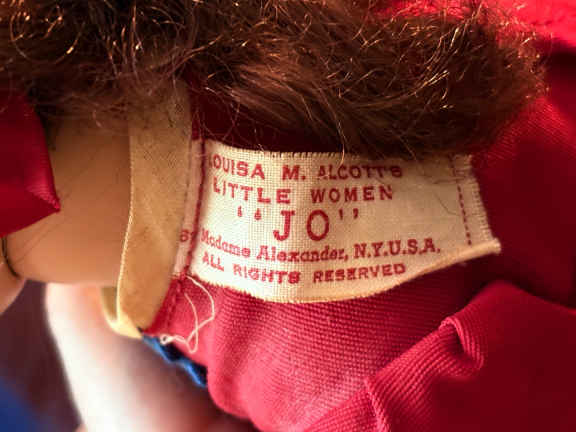 LOUISA M. ALCOTT'S
LITTLE WOMEN
“JO”
By Madame Alexander, N.Y.U.S.A.
ALL RIGHTS RESERVED